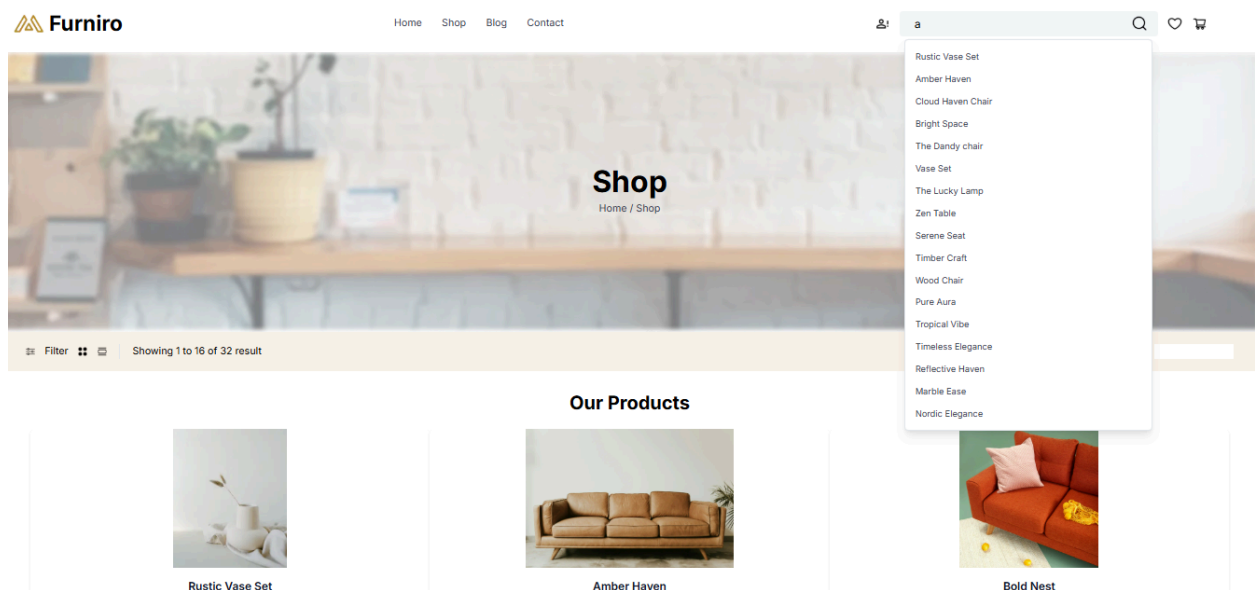 Furniro
Home Shop Blog Contact
a
Rustic Vase Set
Amber Haven
Cloud Haven Chair
Bright Space
The Dandy chair
Vase Set
The Lucky Lamp
Zen Table
Serene Seat
Timber Craft
Wood Chair
Pure Aura
Tropical Vibe
Timeless Elegance
Reflective Haven
Marble Ease
Nordic Elegance
Shop
Home / Shop
Filter
Showing 1 to 16 of 32 result
Our Products
Rustic Vase Set
Amber Haven
Bold Nest